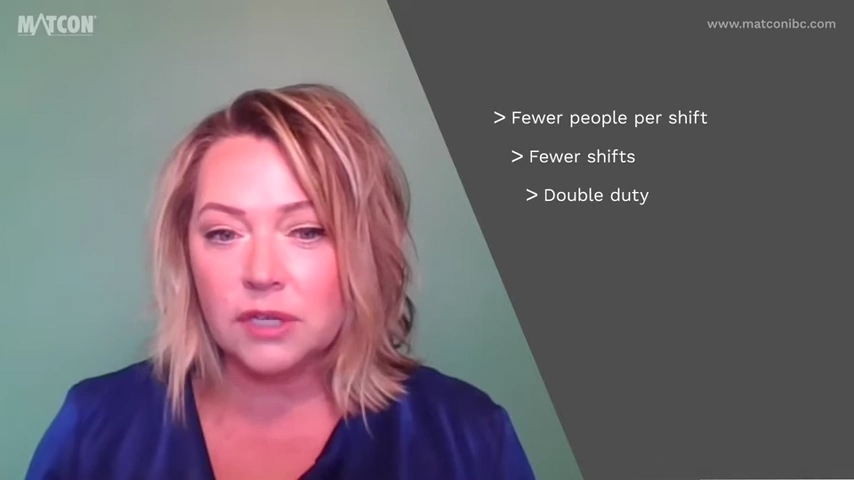 MATCON
www.matconibc.com
> Fewer people per shift
> Fewer shifts
> Double duty